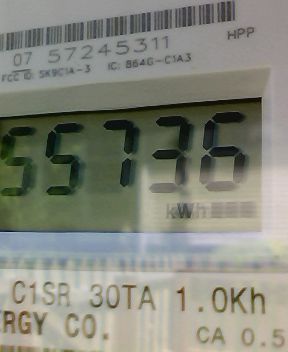 07 57245311
HPP
FCC ID: SK9C1A-3 IC: 864G-C1A3
55736
kWh
C1SR 30TA 1.0Kh
RGY CO.
CA 0.5